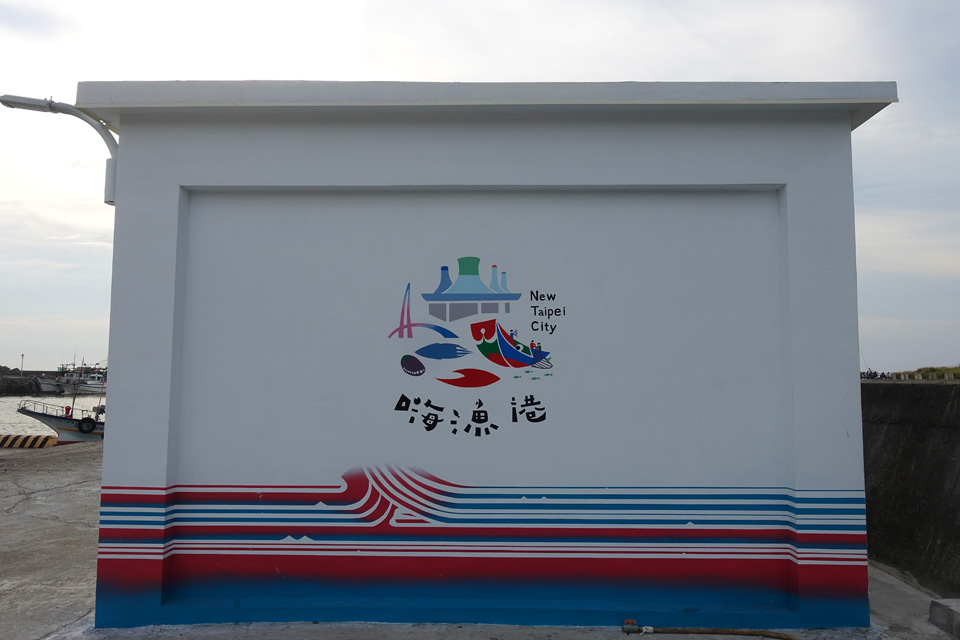 New
Taipei
City
嗨漁港